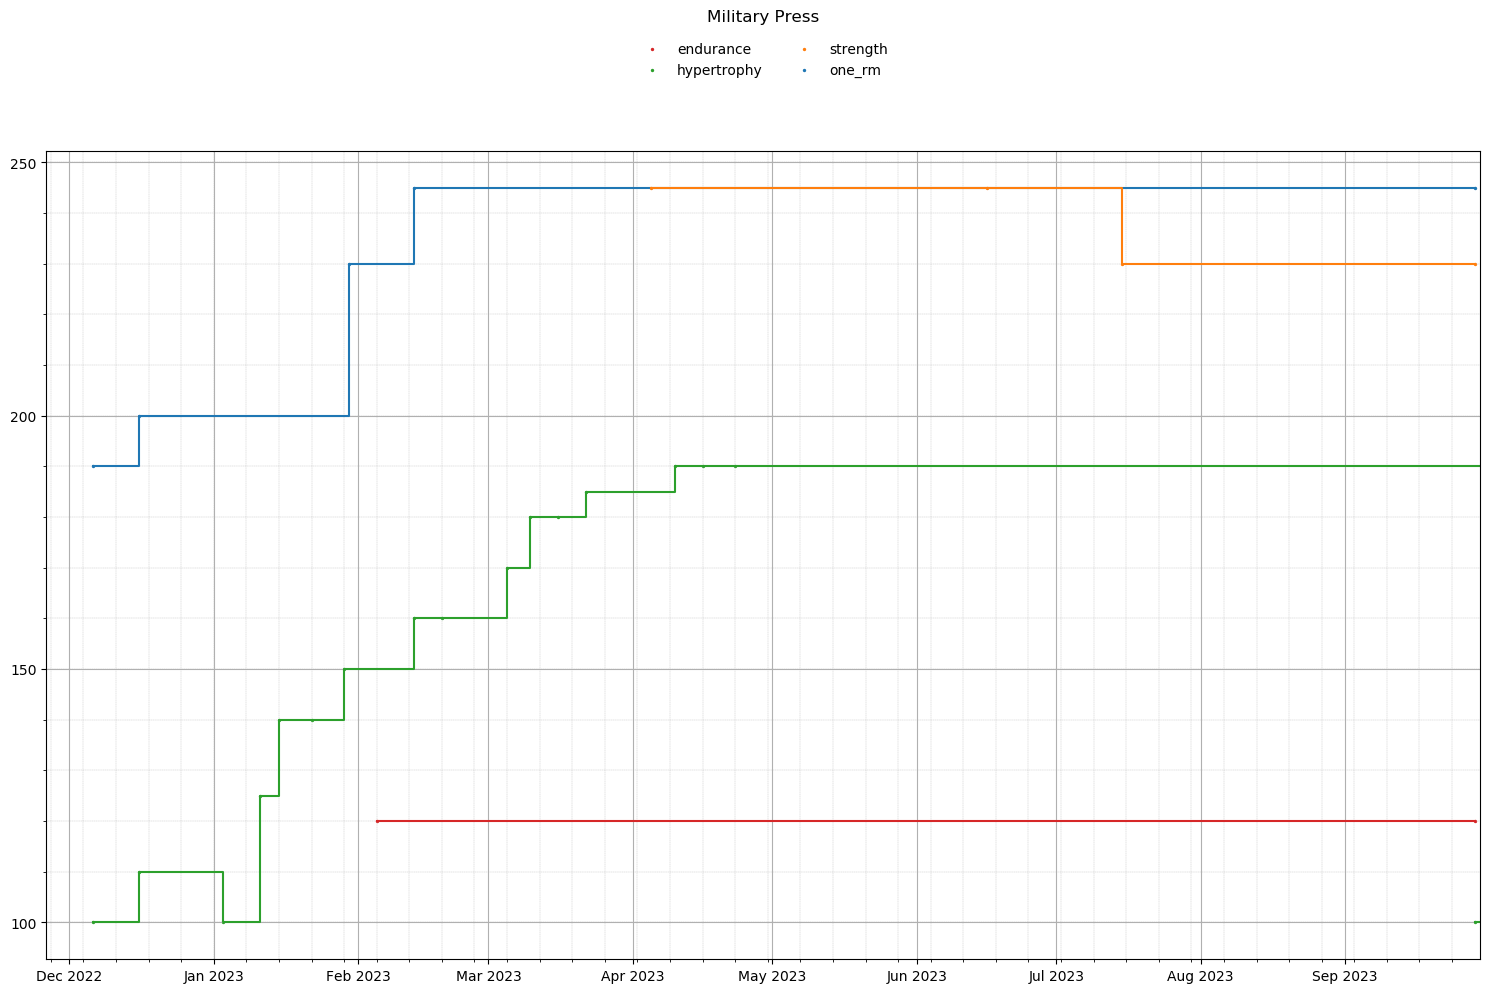 Military Press
endurance strength
hypertrophy one_rm
250
200
150
100
Dec 2022 Jan 2023 Feb 2023 Mar 2023 Apr 2023 May 2023 Jun 2023 Jul 2023 Aug 2023 Sep 2023